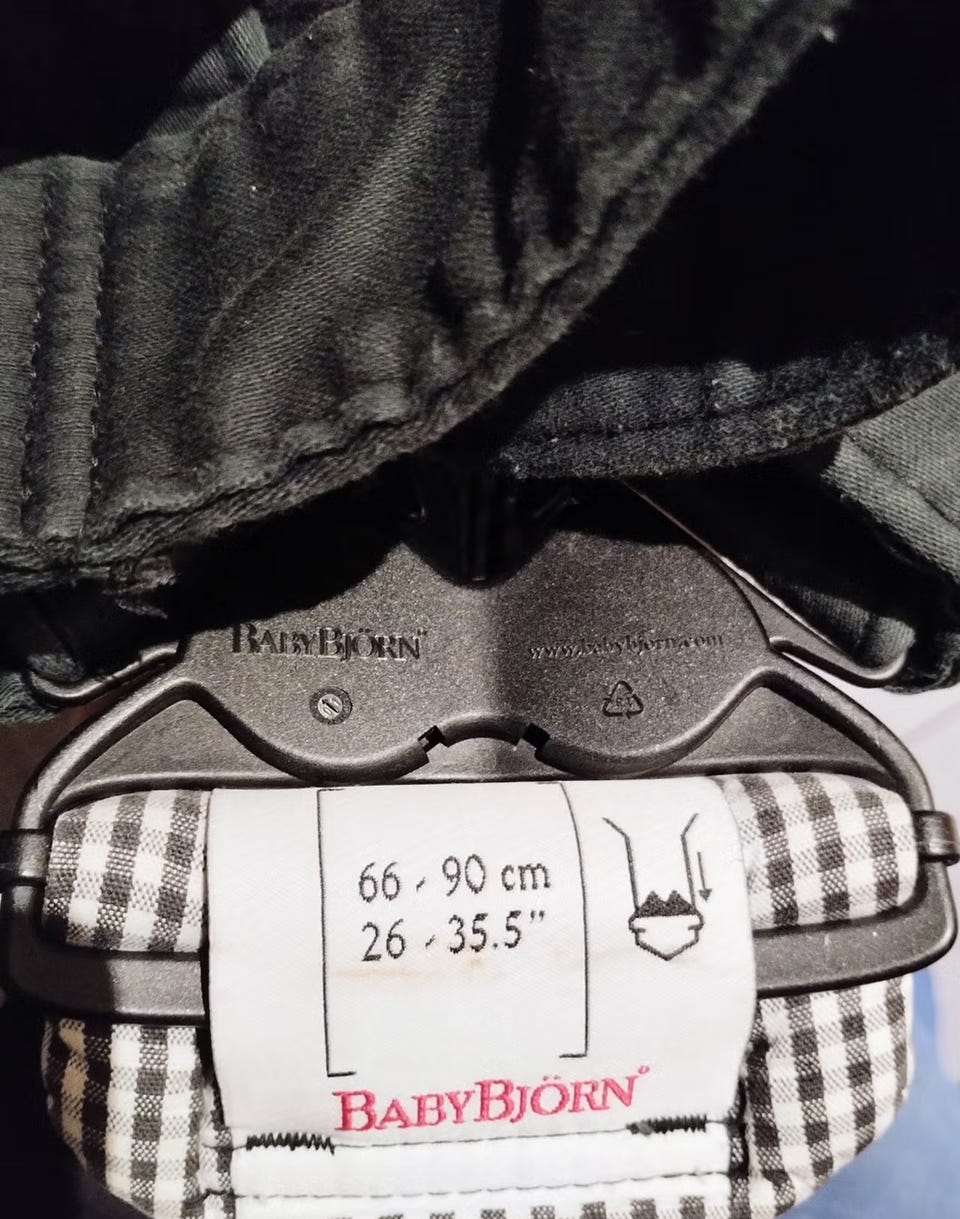 BABYBJÖRN®
www.babybjorn.com
66 - 90 cm
26 - 35.5"
BABYBJÖRN®